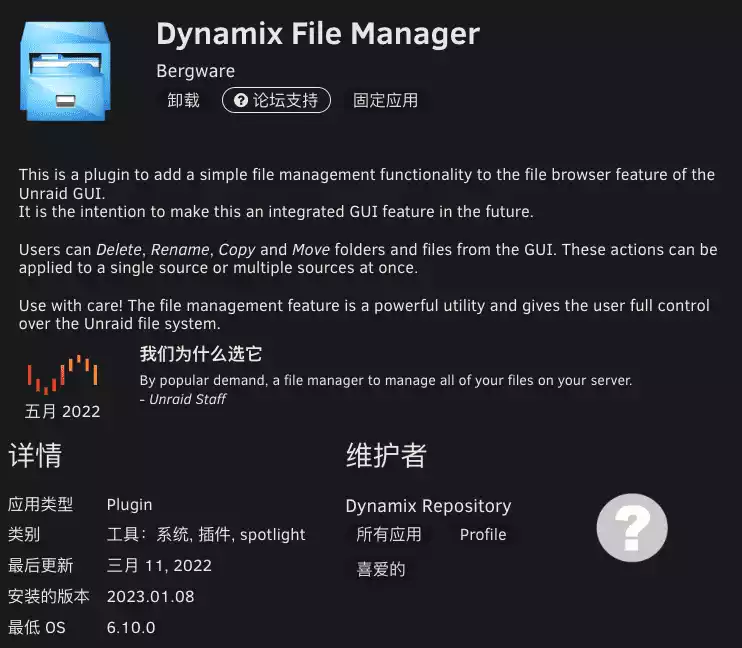 Dynamix File Manager
Bergware
卸载 论坛支持 固定应用
This is a plugin to add a simple file management functionality to the file browser feature of the
Unraid GUI.
It is the intention to make this an integrated GUI feature in the future.
Users can Delete, Rename, Copy and Move folders and files from the GUI. These actions can be
applied to a single source or multiple sources at once.
Use with care! The file management feature is a powerful utility and gives the user full control
over the Unraid file system.
我们为什么选它
By popular demand, a file manager to manage all of your files on your server.
- Unraid Staff
五月 2022
详情
应用类型 Plugin
类别 工具：系统, 插件, spotlight
最后更新 三月 11, 2022
安装的版本 2023.01.08
最低 OS 6.10.0
维护者
Dynamix Repository
所有应用 Profile
喜爱的